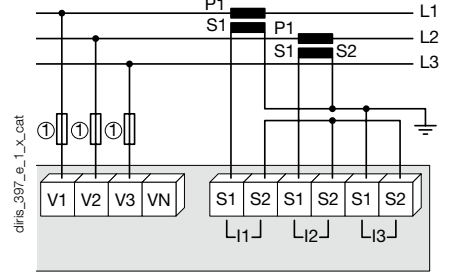 P1
L1
S1
P1
L2
S1
S2
L3
diris_397_e_1_x_cat
1
1
1
V1
V2
V3
VN
S1
S2
S1
S2
S1
S2
I1
I2
I3